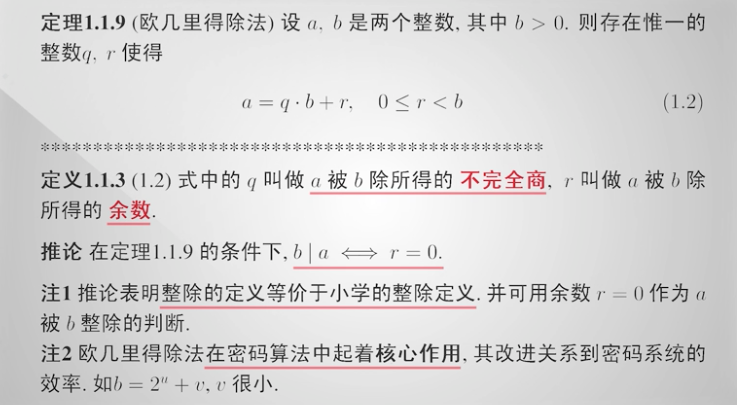 定理1.1.9 (欧几里得除法) 设 a, b 是两个整数, 其中 b > 0. 则存在惟一的
整数q, r 使得
a = q · b + r, 0 ≤ r < b (1.2)
************************************************
定义1.1.3 (1.2) 式中的 q 叫做 a 被 b 除所得的 不完全商, r 叫做 a 被 b 除
所得的 余数.
推论 在定理1.1.9 的条件下, b | a ⟺ r = 0.
注1 推论表明整除的定义等价于小学的整除定义. 并可用余数 r = 0 作为 a
被 b 整除的判断.
注2 欧几里得除法在密码算法中起着核心作用, 其改进关系到密码系统的
效率. 如b = 2ᵘ + v, v 很小.